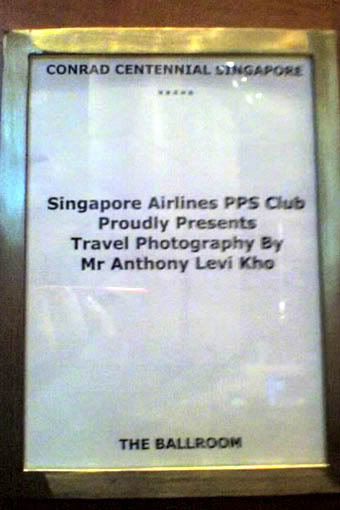 CONRAD CENTENNIAL SINGAPORE
*****
Singapore Airlines PPS Club
Proudly Presents
Travel Photography By
Mr Anthony Levi Kho
THE BALLROOM